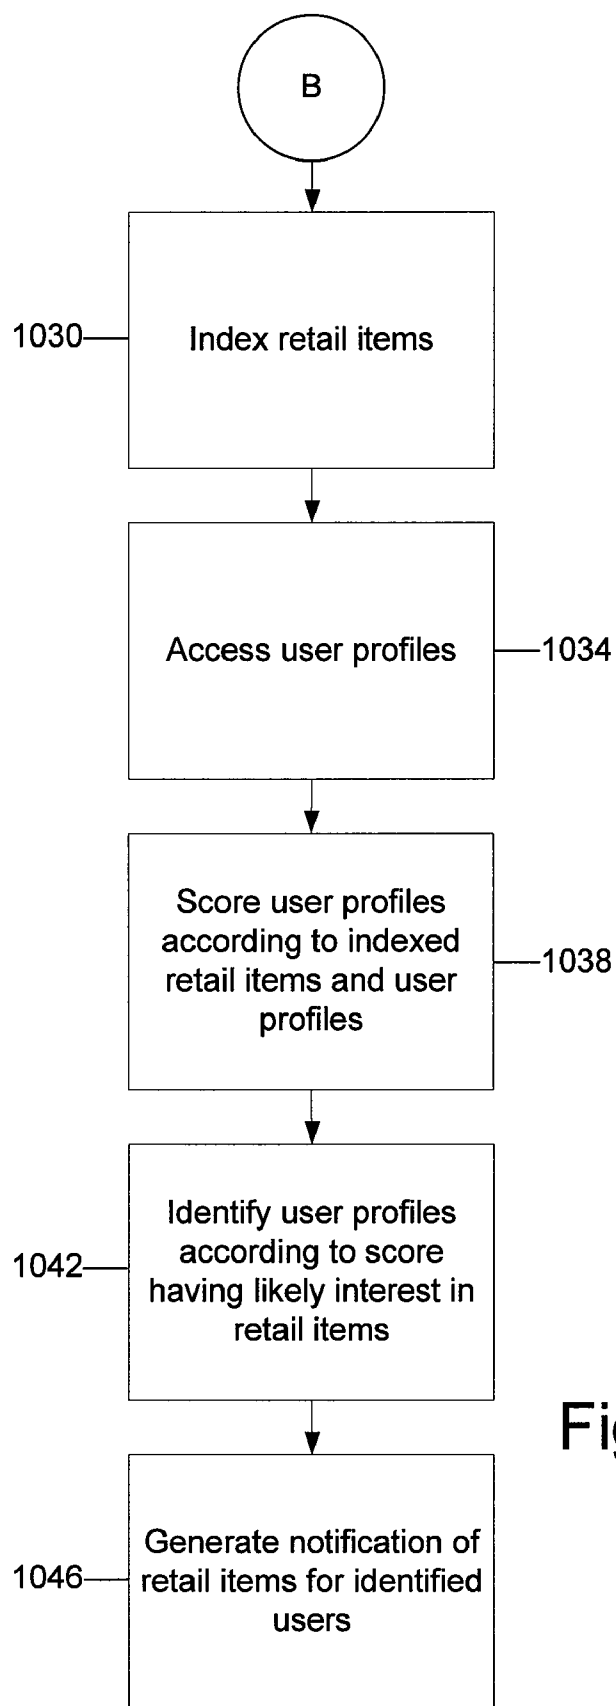 B
1030
Index retail items
Access user profiles
1034
Score user profiles
according to indexed
retail items and user
profiles
1038
1042
Identify user profiles
according to score
having likely interest in
retail items
1046
Generate notification of
retail items for identified
users